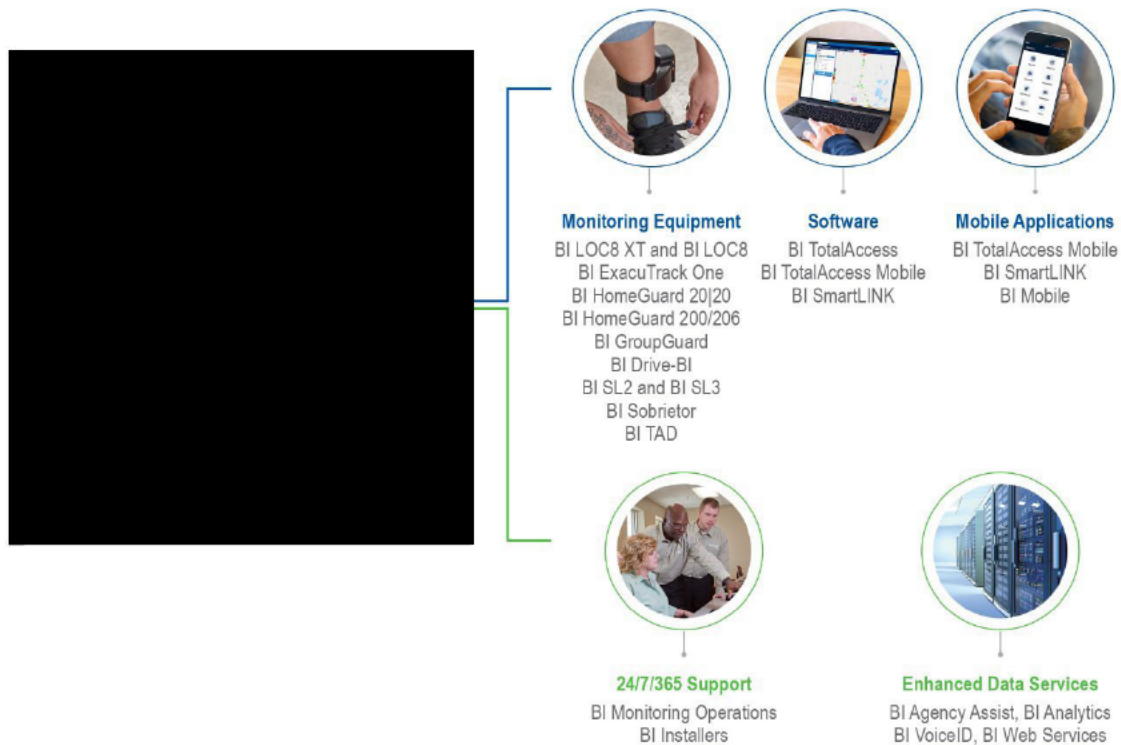 Monitoring Equipment
BI LOC8 XT and BI LOC8
BI ExacuTrack One
BI HomeGuard 20|20
BI HomeGuard 200/206
BI GroupGuard
BI Drive-BI
BI SL2 and BI SL3
BI Sobrietor
BI TAD
Software
BI TotalAccess
BI TotalAccess Mobile
BI SmartLINK
Mobile Applications
BI TotalAccess Mobile
BI SmartLINK
BI Mobile
24/7/365 Support
BI Monitoring Operations
BI Installers
Enhanced Data Services
BI Agency Assist, BI Analytics
BI VoiceID, BI Web Services